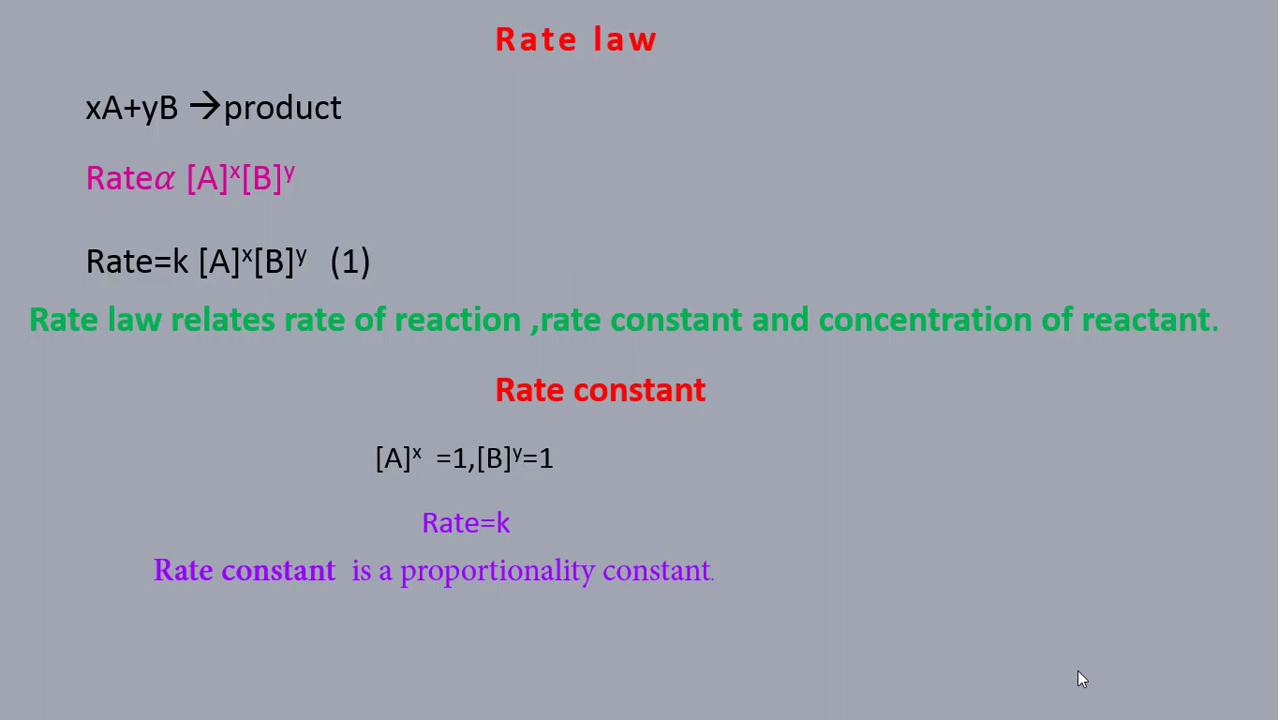 Rate law
xA+yB →product
Rate𝛼 [A]ˣ[B]ʸ
Rate=k [A]ˣ[B]ʸ (1)
Rate law relates rate of reaction ,rate constant and concentration of reactant.
Rate constant
[A]ˣ =1,[B]ʸ=1
Rate=k
Rate constant is a proportionality constant.